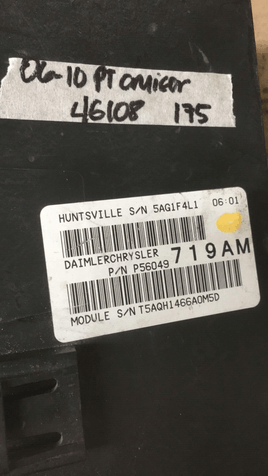 06-10 PT cruiser
46108 175
HUNTSVILLE S/N 5AG1F4L1 06:01
DAIMLERCHRYSLER 719AM
P/N P56049
MODULE S/N T5AQH1466A0M5D